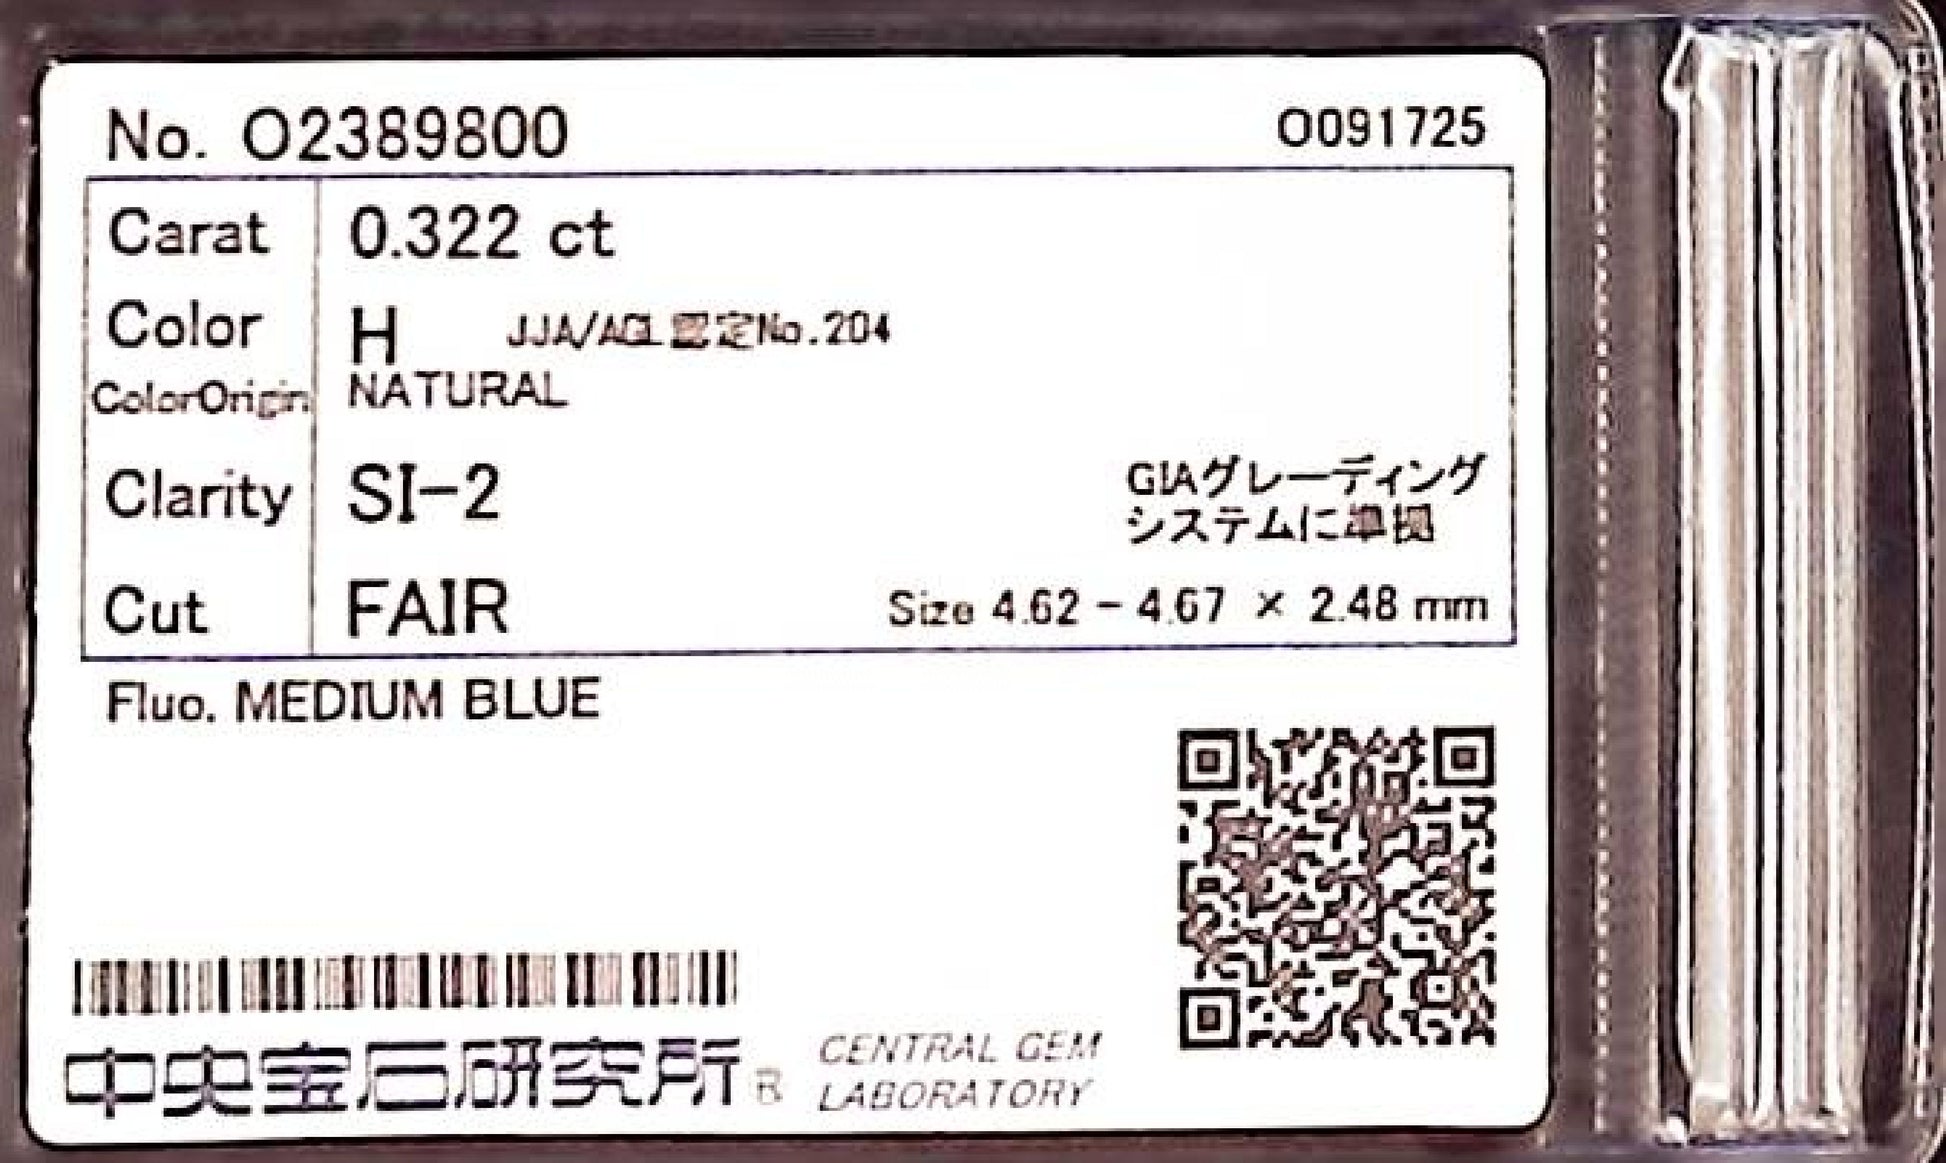 No. O2389800 O091725
Carat 0.322 ct
Color H JJA/AGL認定No.204
ColorOrigin NATURAL
Clarity SI-2 GIAグレーディング
システムに準拠
Cut FAIR Size 4.62 - 4.67 × 2.48 mm
Fluo. MEDIUM BLUE
中央宝石研究所® CENTRAL GEM
LABORATORY